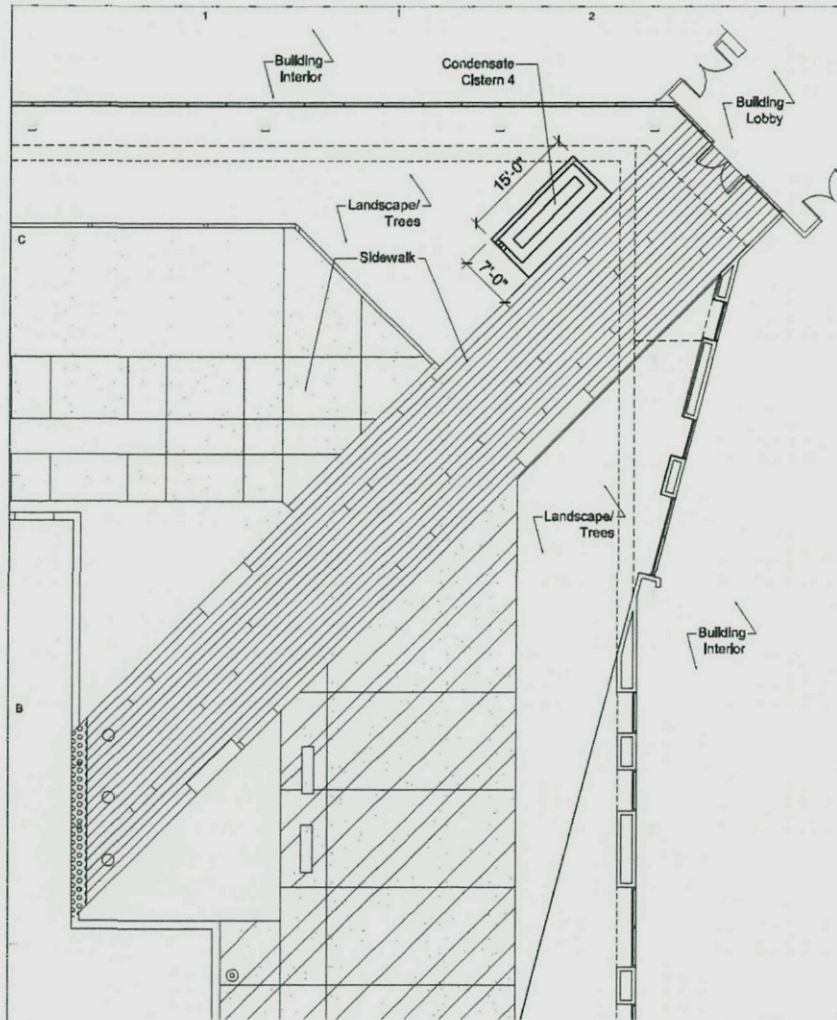 1
2
Building
Interior
Condensate
Cistern 4
Building
Lobby
15'-0"
Landscape/
Trees
C
Sidewalk
7'-0"
Landscape/
Trees
Building
Interior
B